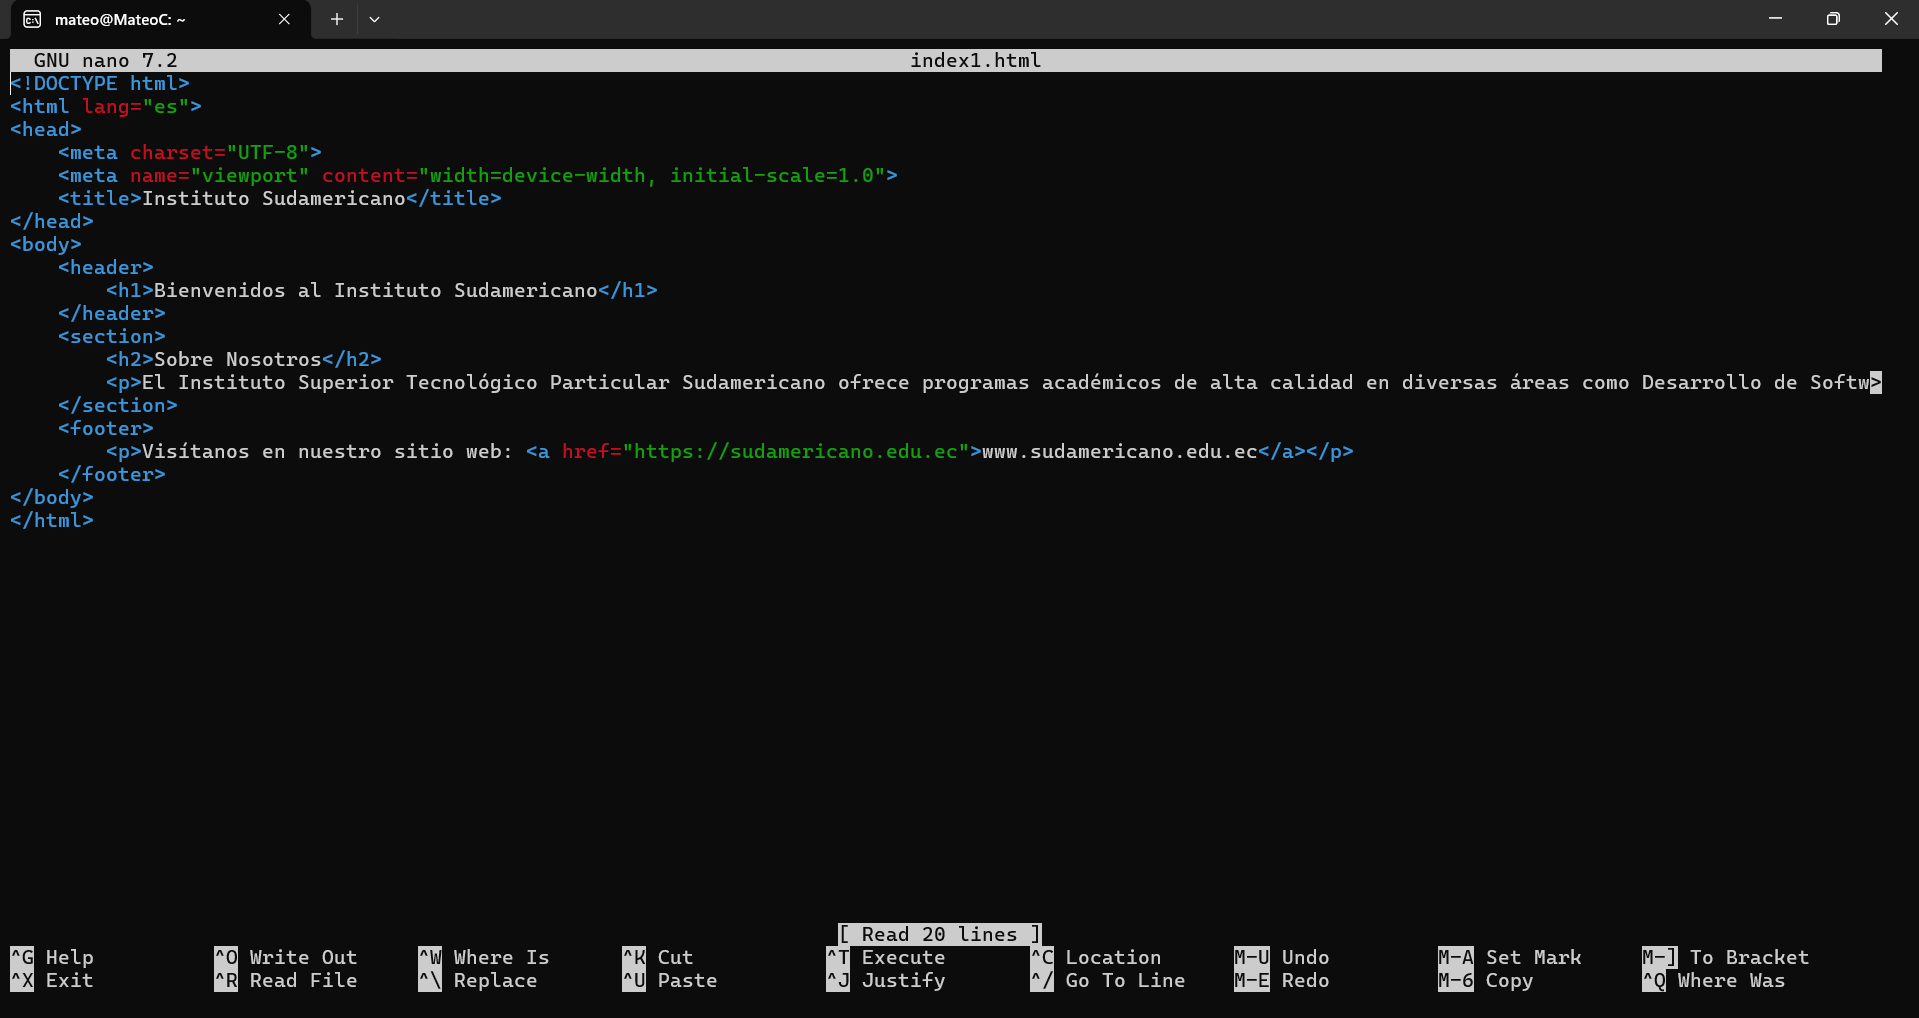 mateo@MateoC: ~
GNU nano 7.2 index1.html
<!DOCTYPE html>
<html lang="es">
<head>
    <meta charset="UTF-8">
    <meta name="viewport" content="width=device-width, initial-scale=1.0">
    <title>Instituto Sudamericano</title>
</head>
<body>
    <header>
        <h1>Bienvenidos al Instituto Sudamericano</h1>
    </header>
    <section>
        <h2>Sobre Nosotros</h2>
        <p>El Instituto Superior Tecnológico Particular Sudamericano ofrece programas académicos de alta calidad en diversas áreas como Desarrollo de Softw>
    </section>
    <footer>
        <p>Visítanos en nuestro sitio web: <a href="https://sudamericano.edu.ec">www.sudamericano.edu.ec</a></p>
    </footer>
</body>
</html>
[ Read 20 lines ]
^G Help ^O Write Out ^W Where Is ^K Cut ^T Execute ^C Location M-U Undo M-A Set Mark M-] To Bracket
^X Exit ^R Read File ^\ Replace ^U Paste ^J Justify ^/ Go To Line M-E Redo M-6 Copy ^Q Where Was